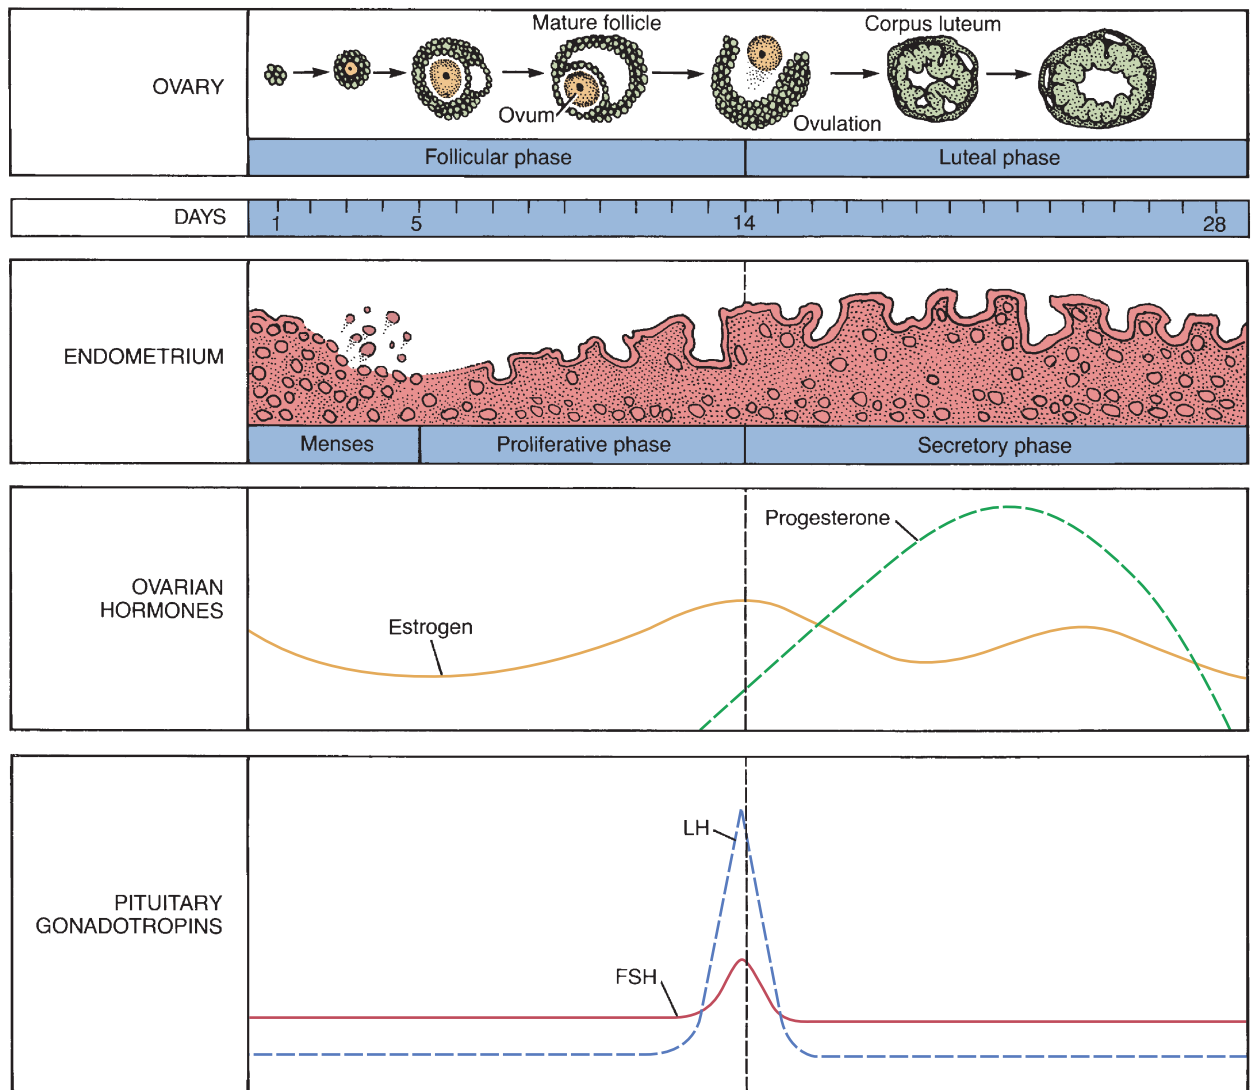 Mature follicle
Corpus luteum
OVARY
Ovum
Ovulation
Follicular phase
Luteal phase
DAYS
1
5
14
28
ENDOMETRIUM
Menses
Proliferative phase
Secretory phase
Progesterone
OVARIAN
HORMONES
Estrogen
LH
PITUITARY
GONADOTROPINS
FSH